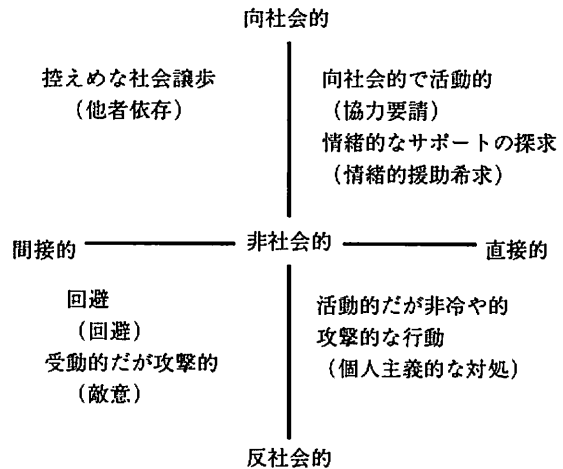 向社会的
控えめな社会譲歩
（他者依存）
向社会的で活動的
（協力要請）
情緒的なサポートの探求
（情緒的援助希求）
間接的
非社会的
直接的
回避
（回避）
受動的だが攻撃的
（敵意）
活動的だが非冷や的
攻撃的な行動
（個人主義的な対処）
反社会的